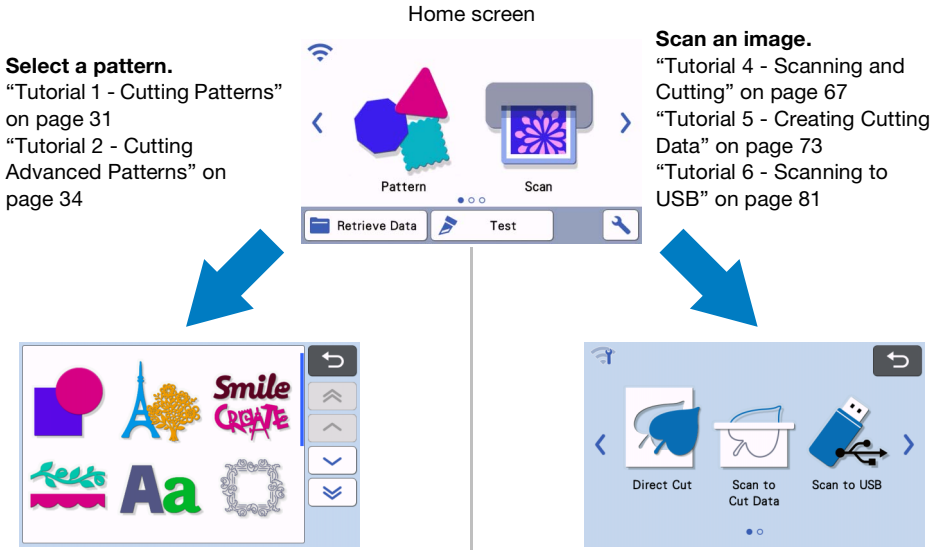 Home screen
Select a pattern.
“Tutorial 1 - Cutting Patterns”
on page 31
“Tutorial 2 - Cutting
Advanced Patterns” on
page 34
Pattern
Scan
Retrieve Data
Test
Scan an image.
“Tutorial 4 - Scanning and
Cutting” on page 67
“Tutorial 5 - Creating Cutting
Data” on page 73
“Tutorial 6 - Scanning to
USB” on page 81
Smile
CREATE
Aa
Direct Cut
Scan to
Cut Data
Scan to USB